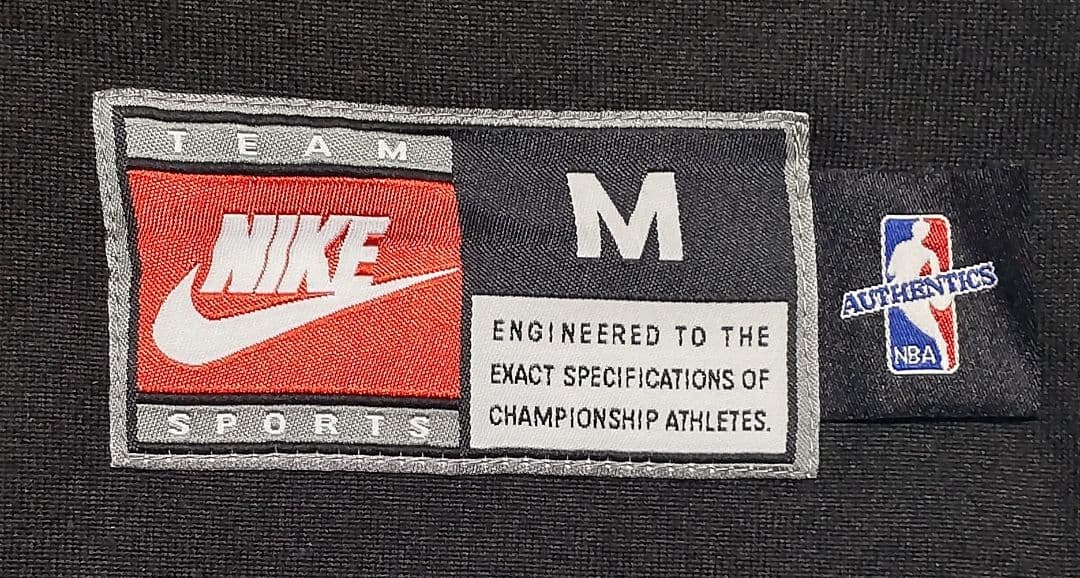 TEAM
NIKE
SPORTS
M
ENGINEERED TO THE
EXACT SPECIFICATIONS OF
CHAMPIONSHIP ATHLETES.
AUTHENTICS
NBA